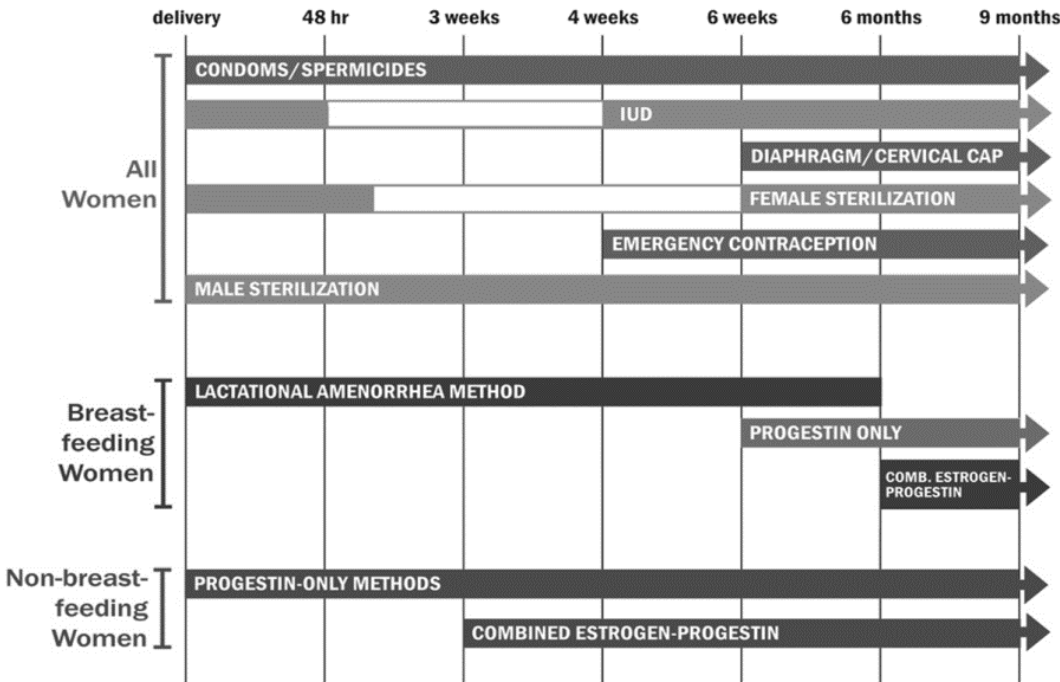 delivery 48 hr 3 weeks 4 weeks 6 weeks 6 months 9 months
All
Women
CONDOMS/SPERMICIDES
IUD
DIAPHRAGM/CERVICAL CAP
FEMALE STERILIZATION
EMERGENCY CONTRACEPTION
MALE STERILIZATION
Breast-
feeding
Women
LACTATIONAL AMENORRHEA METHOD
PROGESTIN ONLY
COMB. ESTROGEN-
PROGESTIN
Non-breast-
feeding
Women
PROGESTIN-ONLY METHODS
COMBINED ESTROGEN-PROGESTIN